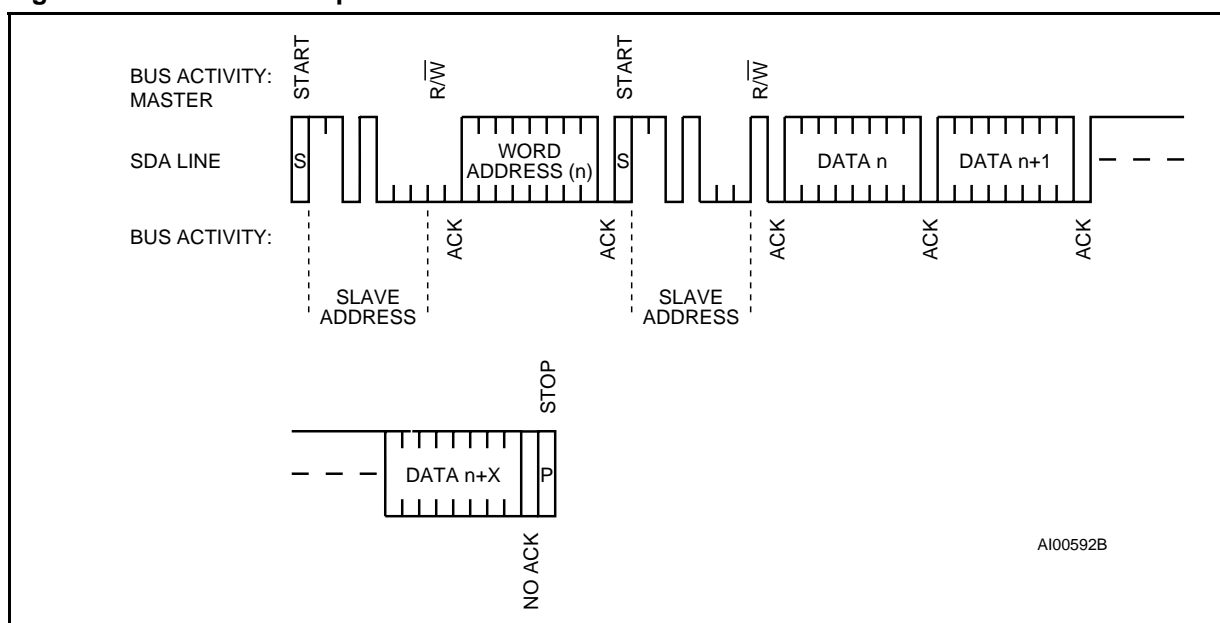 BUS ACTIVITY:
MASTER
START
R/W
START
R/W
SDA LINE
S
WORD
ADDRESS (n)
S
DATA n
DATA n+1
BUS ACTIVITY:
ACK
ACK
ACK
ACK
ACK
SLAVE
ADDRESS
SLAVE
ADDRESS
STOP
DATA n+X
P
NO ACK
AI00592B